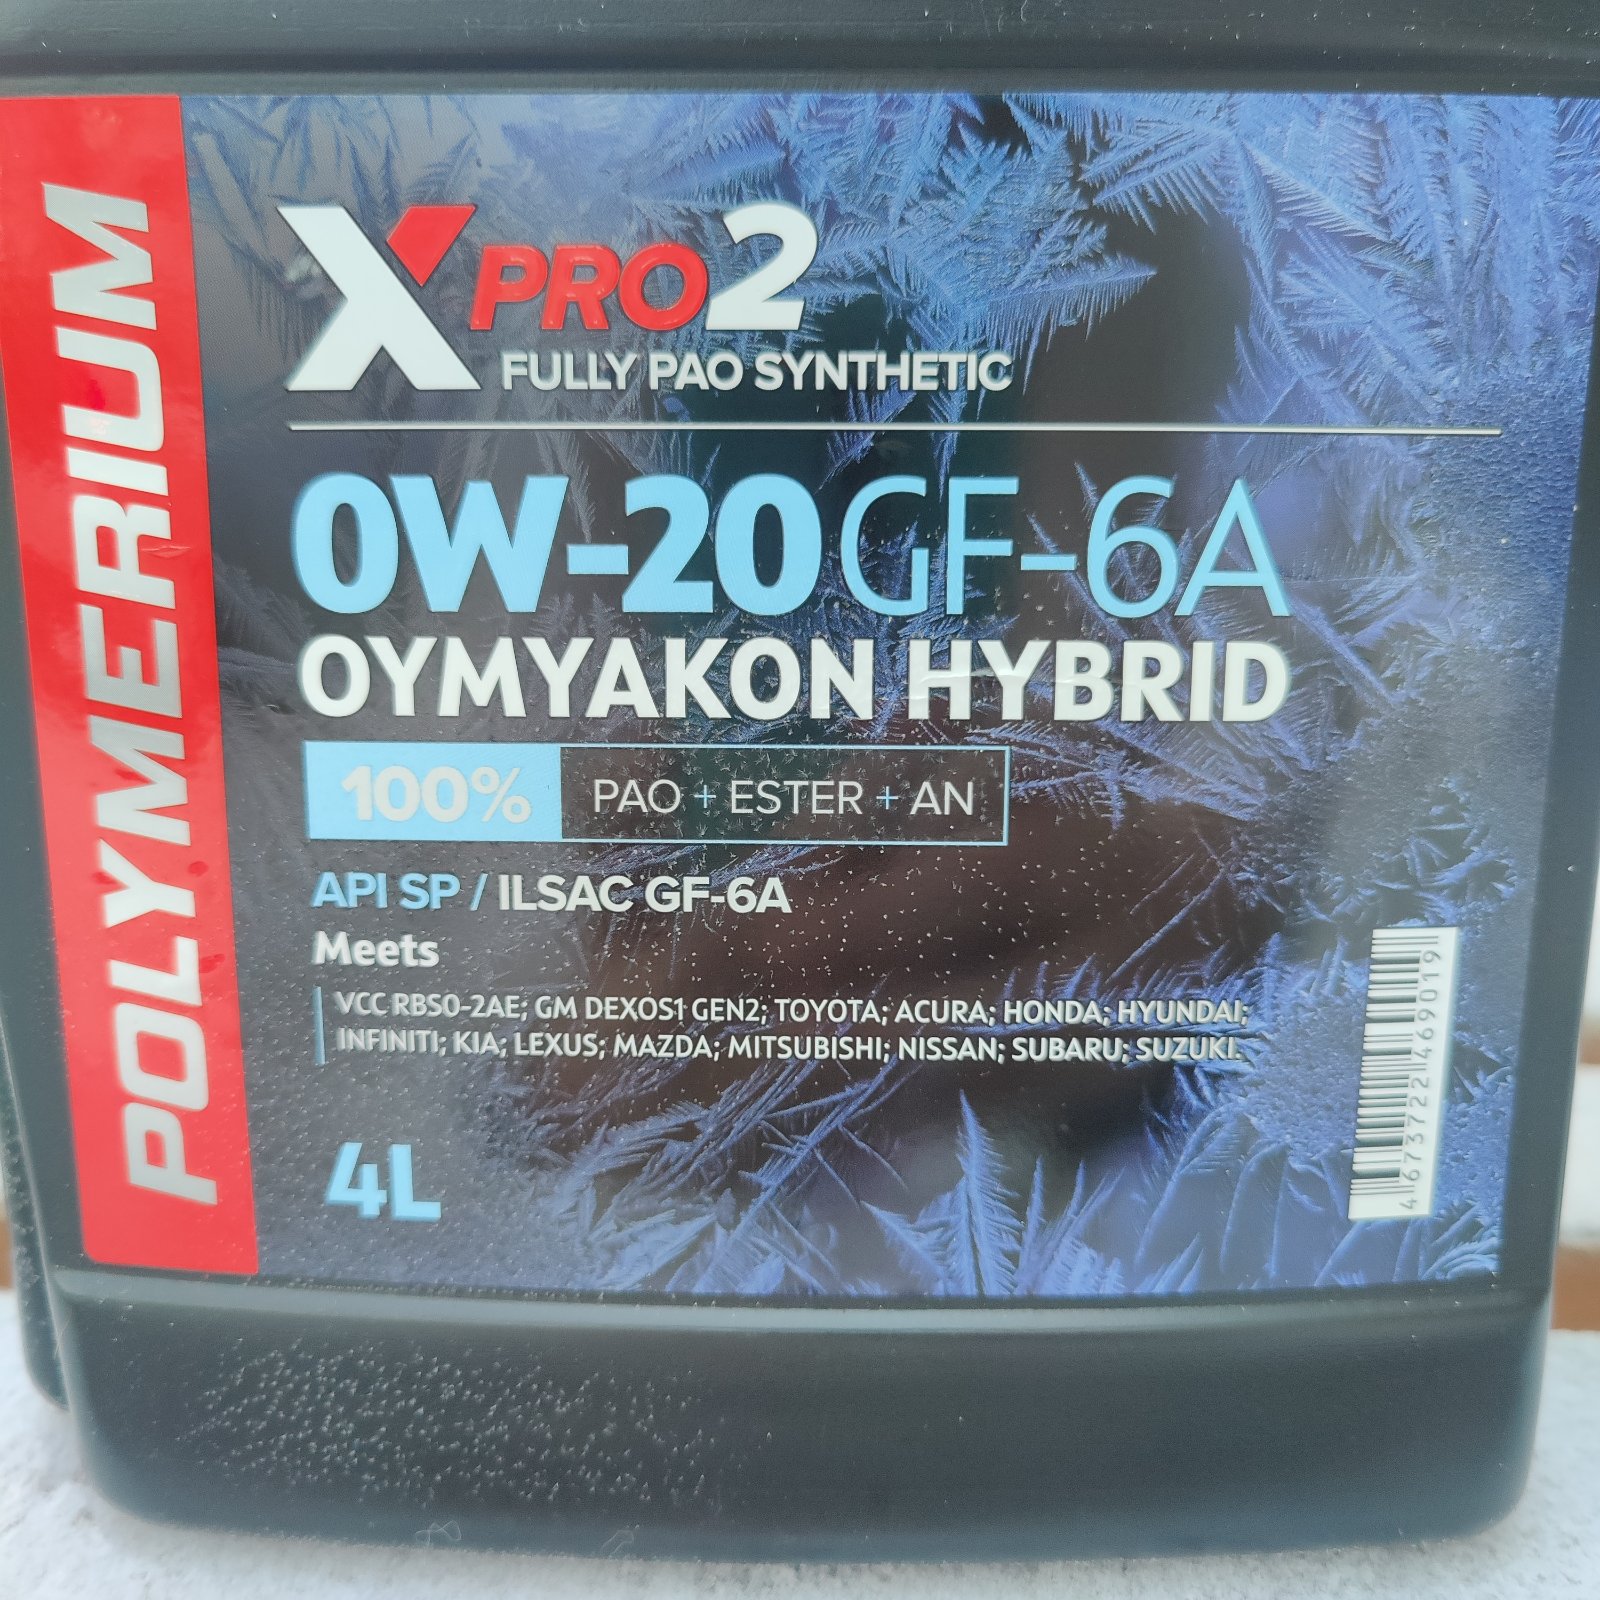 POLYMERIUM
XPRO2
FULLY PAO SYNTHETIC
0W-20 GF-6A
OYMYAKON HYBRID
100% PAO + ESTER + AN
API SP / ILSAC GF-6A
Meets
VCC RBS0-2AE; GM DEXOS1 GEN2; TOYOTA; ACURA; HONDA; HYUNDAI;
INFINITI; KIA; LEXUS; MAZDA; MITSUBISHI; NISSAN; SUBARU; SUZUKI.
4L
4673722469019